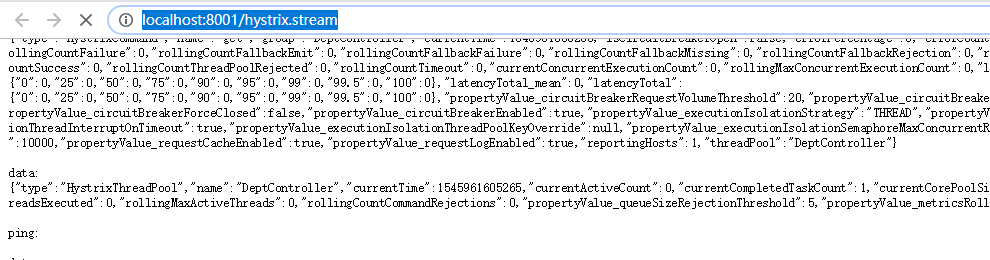 localhost:8001/hystrix.stream
ollingCountFailure":0,"rollingCountFallbackEmit":0,"rollingCountFallbackFailure":0,"rollingCountFallbackMissing":0,"rollingCountFallbackRejection":0,"r
ountSuccess":0,"rollingCountThreadPoolRejected":0,"rollingCountTimeout":0,"currentConcurrentExecutionCount":0,"rollingMaxConcurrentExecutionCount":0,"l
{"0":0,"25":0,"50":0,"75":0,"90":0,"95":0,"99":0,"99.5":0,"100":0},"latencyTotal_mean":0,"latencyTotal":
{"0":0,"25":0,"50":0,"75":0,"90":0,"95":0,"99":0,"99.5":0,"100":0},"propertyValue_circuitBreakerRequestVolumeThreshold":20,"propertyValue_circuitBreake
ropertyValue_circuitBreakerForceClosed":false,"propertyValue_circuitBreakerEnabled":true,"propertyValue_executionIsolationStrategy":"THREAD","propertyV
ionThreadInterruptOnTimeout":true,"propertyValue_executionIsolationThreadPoolKeyOverride":null,"propertyValue_executionIsolationSemaphoreMaxConcurrentR
":10000,"propertyValue_requestCacheEnabled":true,"propertyValue_requestLogEnabled":true,"reportingHosts":1,"threadPool":"DeptController"}
data:
{"type":"HystrixThreadPool","name":"DeptController","currentTime":1545961605265,"currentActiveCount":0,"currentCompletedTaskCount":1,"currentCorePoolSi
readsExecuted":0,"rollingMaxActiveThreads":0,"rollingCountCommandRejections":0,"propertyValue_queueSizeRejectionThreshold":5,"propertyValue_metricsRoll
ping: